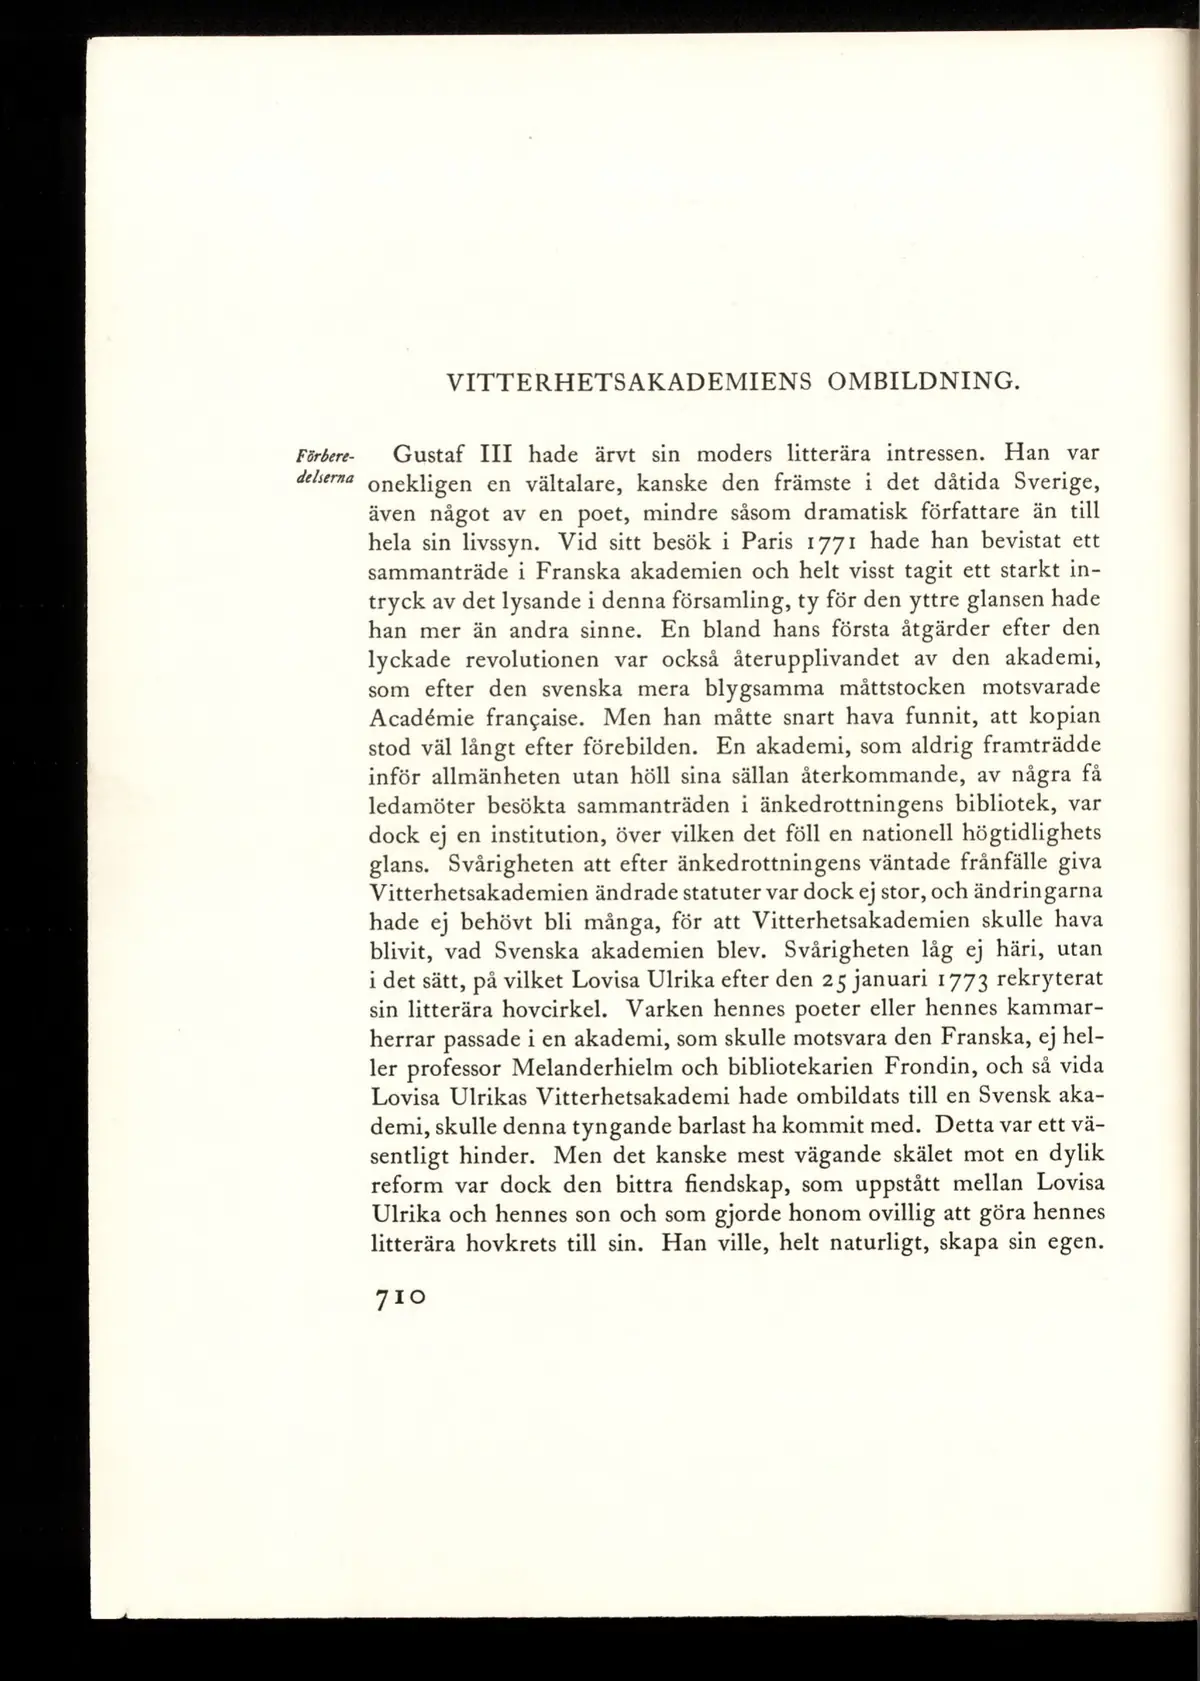 VITTERHETSAKADEMIENS OMBILDNING.
Förbere-
delserna
Gustaf III hade ärvt sin moders litterära intressen. Han var
onekligen en vältalare, kanske den främste i det dåtida Sverige,
även något av en poet, mindre såsom dramatisk författare än till
hela sin livssyn. Vid sitt besök i Paris 1771 hade han bevistat ett
sammanträde i Franska akademien och helt visst tagit ett starkt in-
tryck av det lysande i denna församling, ty för den yttre glansen hade
han mer än andra sinne. En bland hans första åtgärder efter den
lyckade revolutionen var också återupplivandet av den akademi,
som efter den svenska mera blygsamma måttstocken motsvarade
Académie française. Men han måtte snart hava funnit, att kopian
stod väl långt efter förebilden. En akademi, som aldrig framträdde
inför allmänheten utan höll sina sällan återkommande, av några få
ledamöter besökta sammanträden i änkedrottningens bibliotek, var
dock ej en institution, över vilken det föll en nationell högtidlighets
glans. Svårigheten att efter änkedrottningens väntade frånfälle giva
Vitterhetsakademien ändrade statuter var dock ej stor, och ändringarna
hade ej behövt bli många, för att Vitterhetsakademien skulle hava
blivit, vad Svenska akademien blev. Svårigheten låg ej häri, utan
i det sätt, på vilket Lovisa Ulrika efter den 25 januari 1773 rekryterat
sin litterära hovcirkel. Varken hennes poeter eller hennes kammar-
herrar passade i en akademi, som skulle motsvara den Franska, ej hel-
ler professor Melanderhielm och bibliotekarien Frondin, och så vida
Lovisa Ulrikas Vitterhetsakademi hade ombildats till en Svensk aka-
demi, skulle denna tyngande barlast ha kommit med. Detta var ett vä-
sentligt hinder. Men det kanske mest vägande skälet mot en dylik
reform var dock den bittra fiendskap, som uppstått mellan Lovisa
Ulrika och hennes son och som gjorde honom ovillig att göra hennes
litterära hovkrets till sin. Han ville, helt naturligt, skapa sin egen.
710